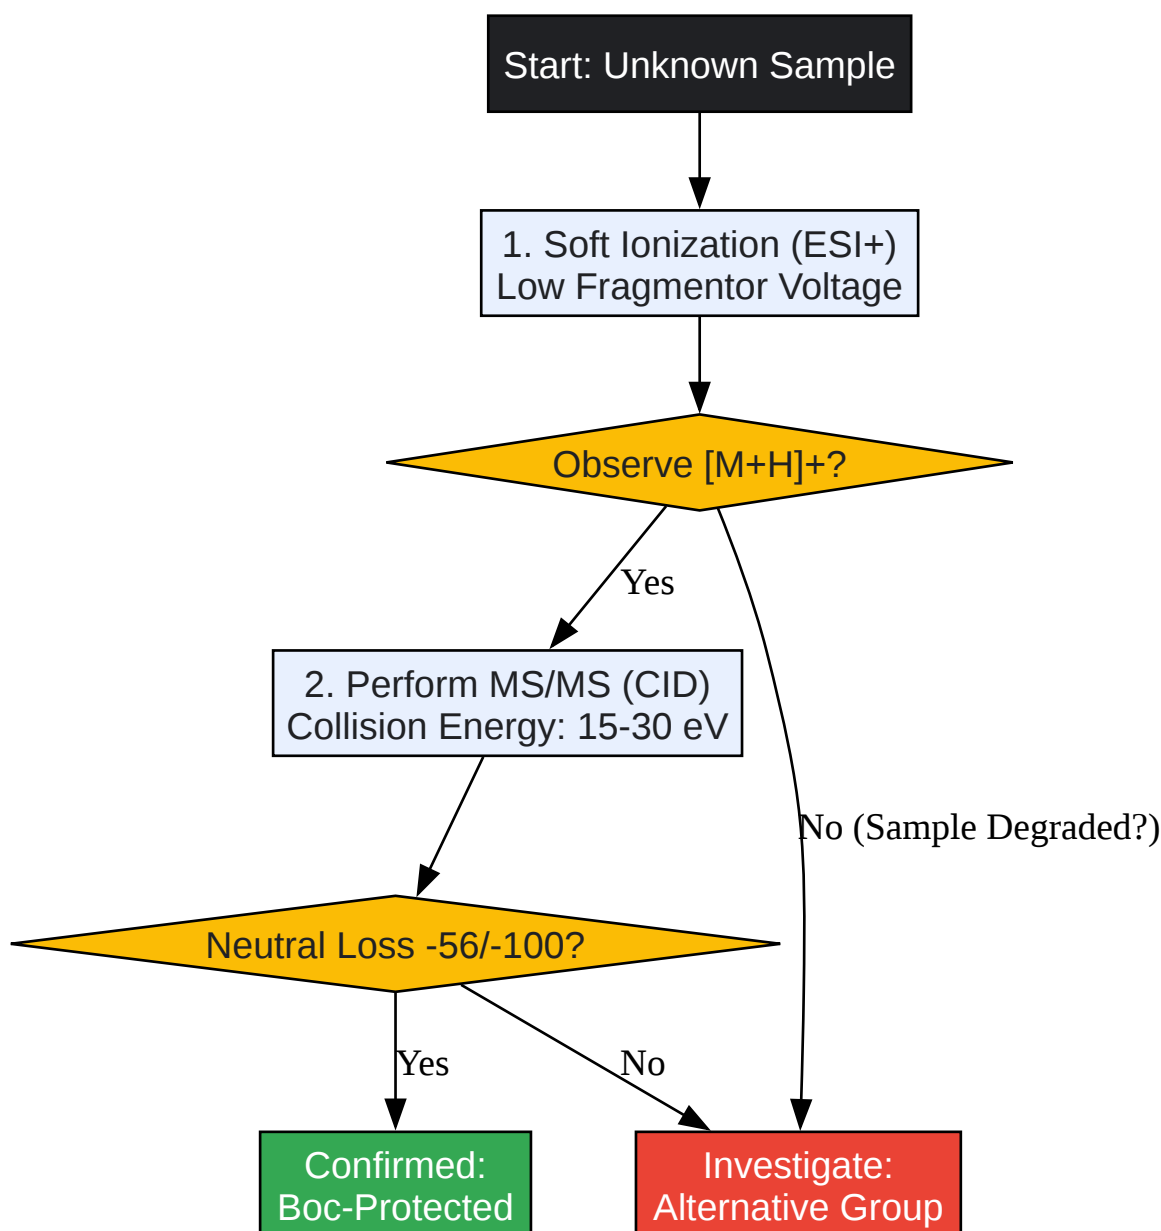 Start: Unknown Sample
1. Soft Ionization (ESI+)
Low Fragmentor Voltage
Observe [M+H]+?
Yes
2. Perform MS/MS (CID)
Collision Energy: 15-30 eV
No (Sample Degraded?)
Neutral Loss -56/-100?
Yes
No
Confirmed:
Boc-Protected
Investigate:
Alternative Group